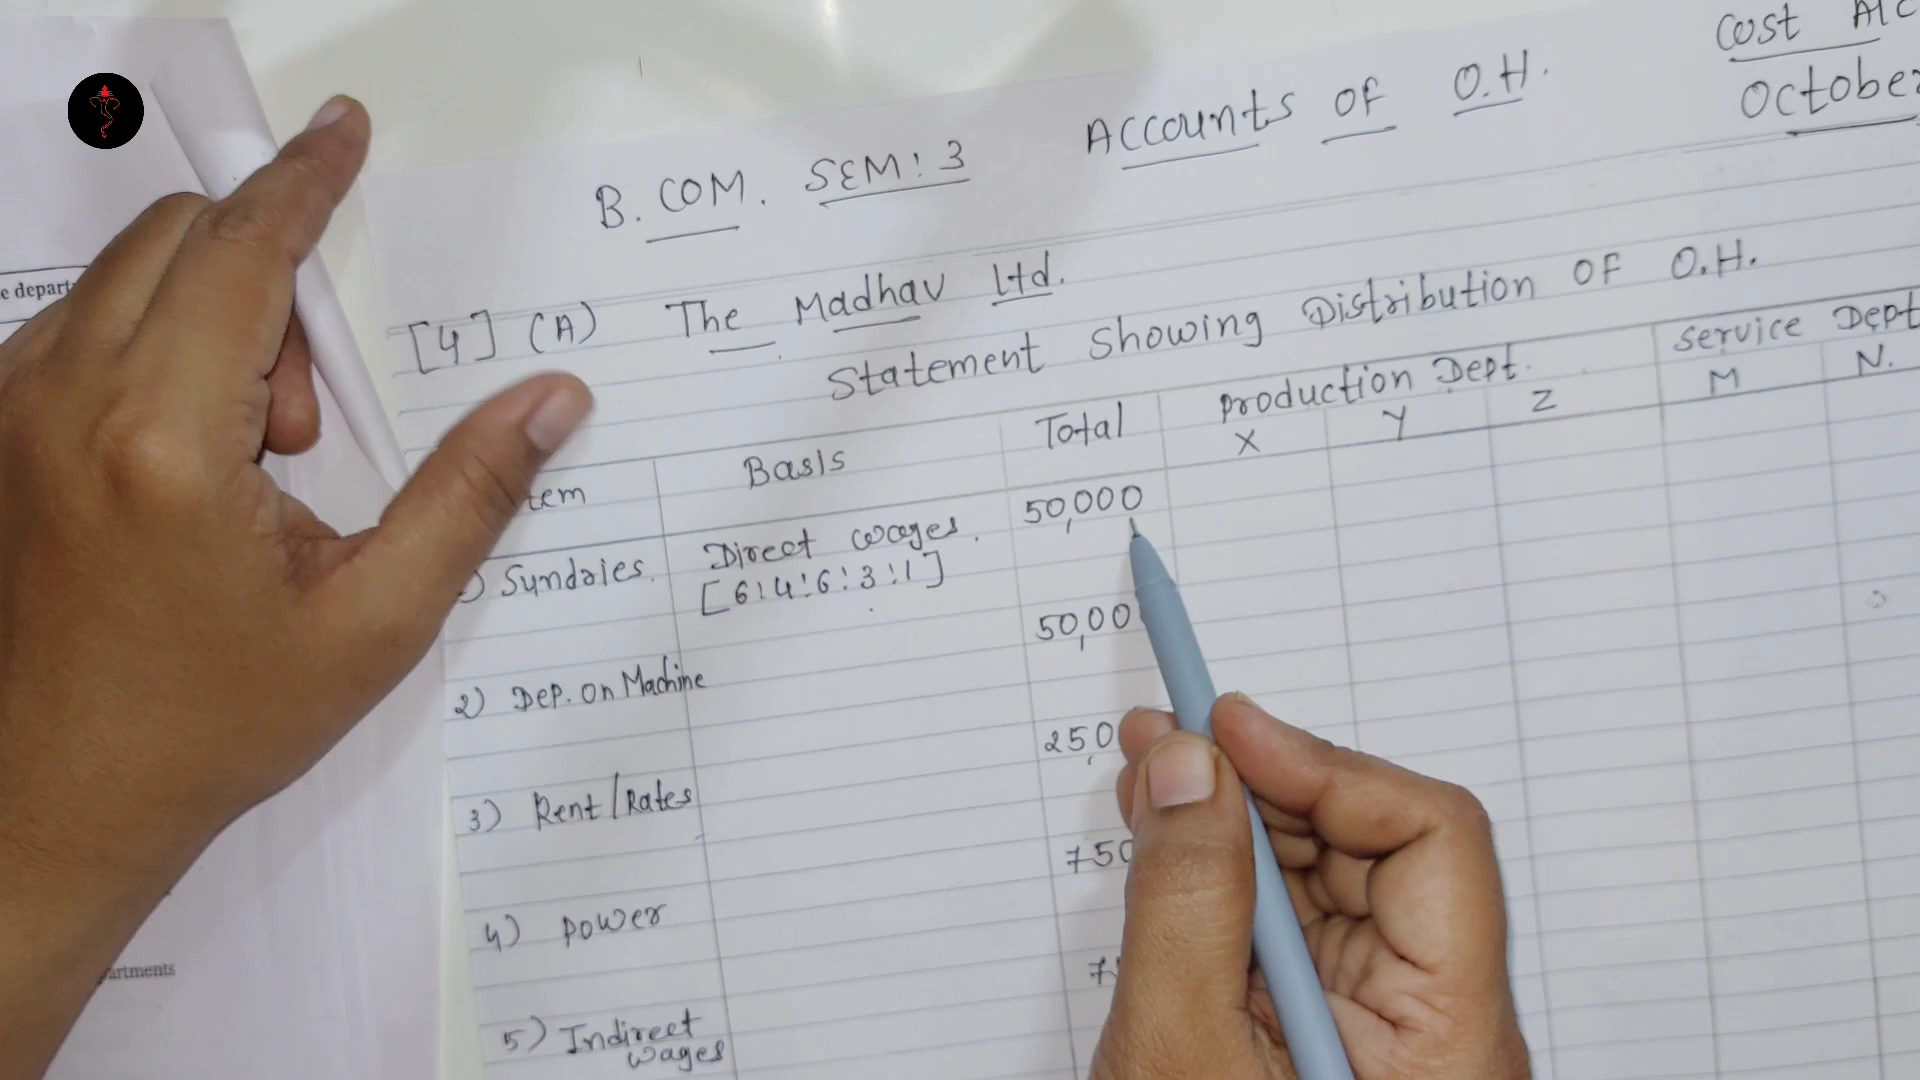 Cost A/C
October
B. COM. SEM: 3 Accounts OF O.H.
[4] (A) The Madhav Ltd.
Statement showing Distribution OF O.H.
tem Basis Total Production Dept. Service Dept
X Y Z M N.
) Sundries. Direct wages. 50,000
[6:4:6:3:1]
2) Dep. on Machine 50,00
3) Rent/Rates 250
4) power 750
5) Indirect
wages
e depart
artments